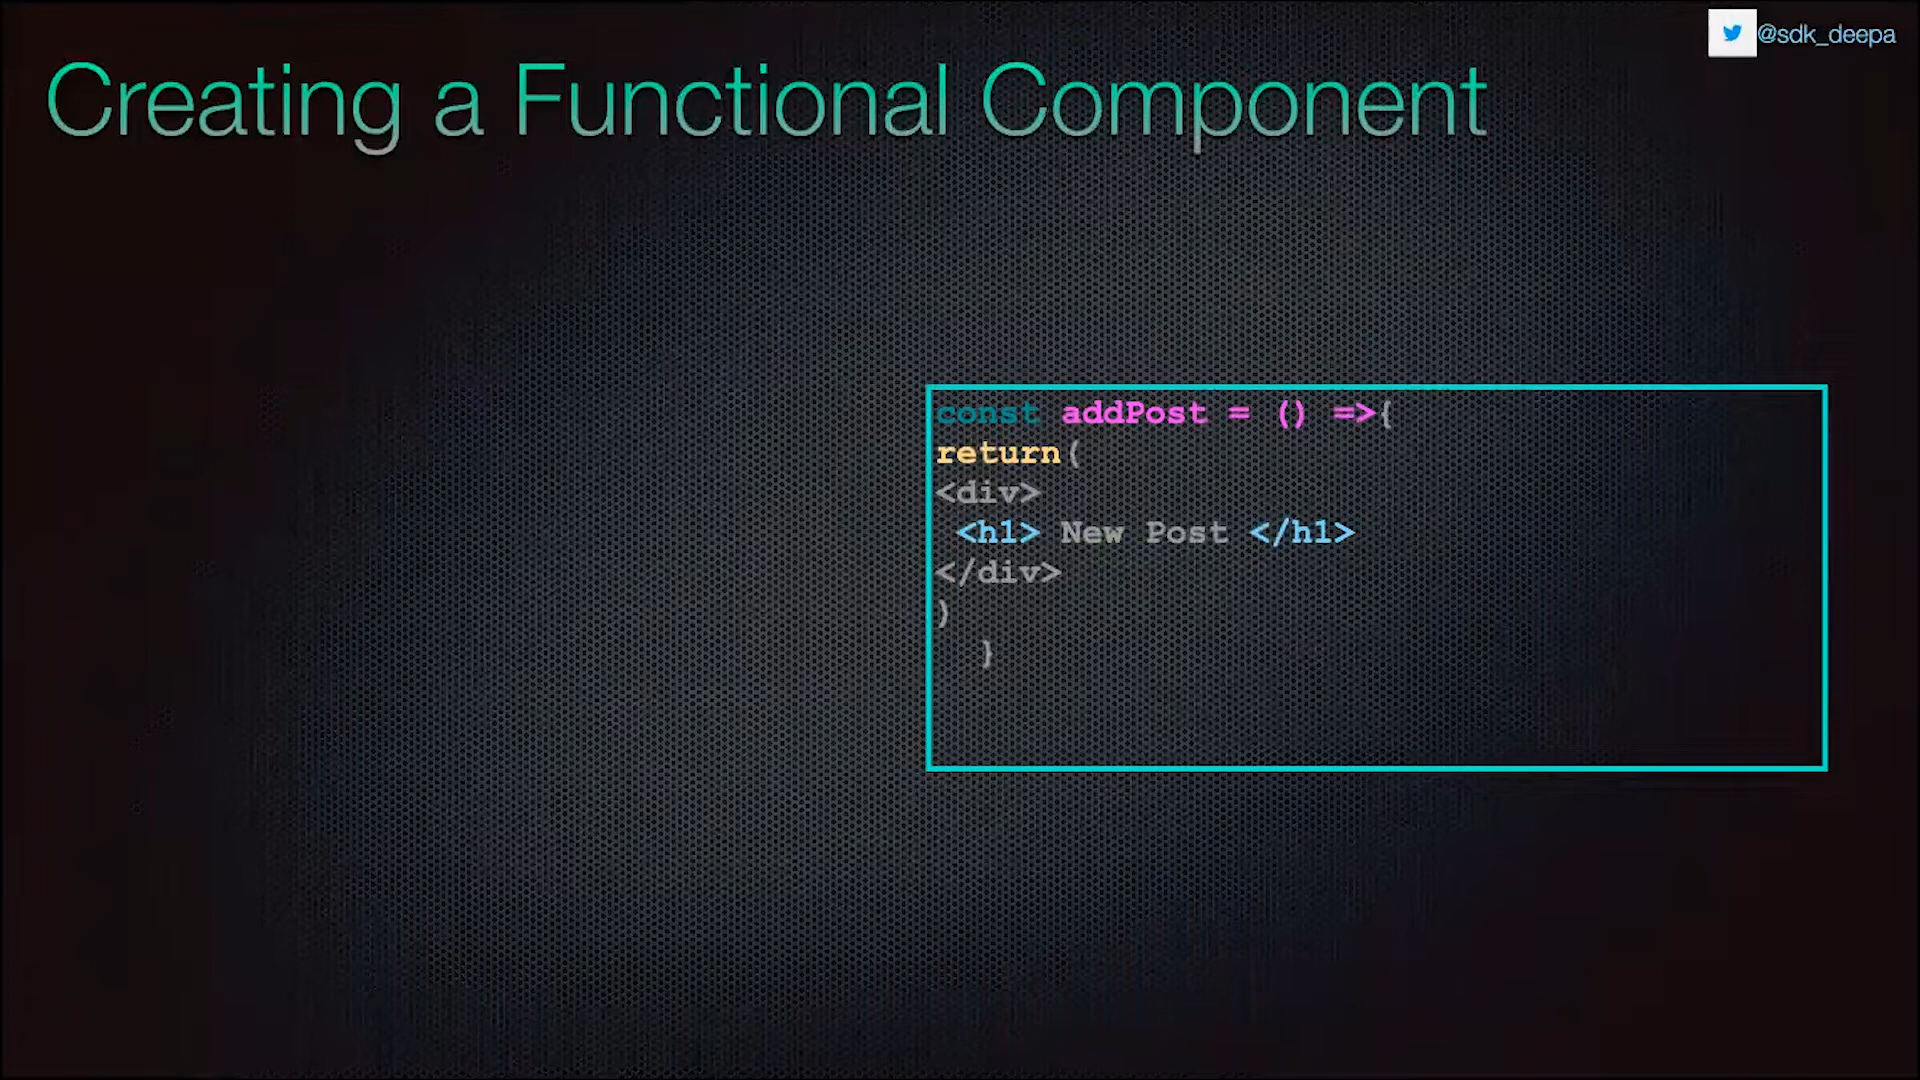 @sdk_deepa
Creating a Functional Component
const addPost = () =>{
return(
<div>
<h1> New Post </h1>
</div>
)
}